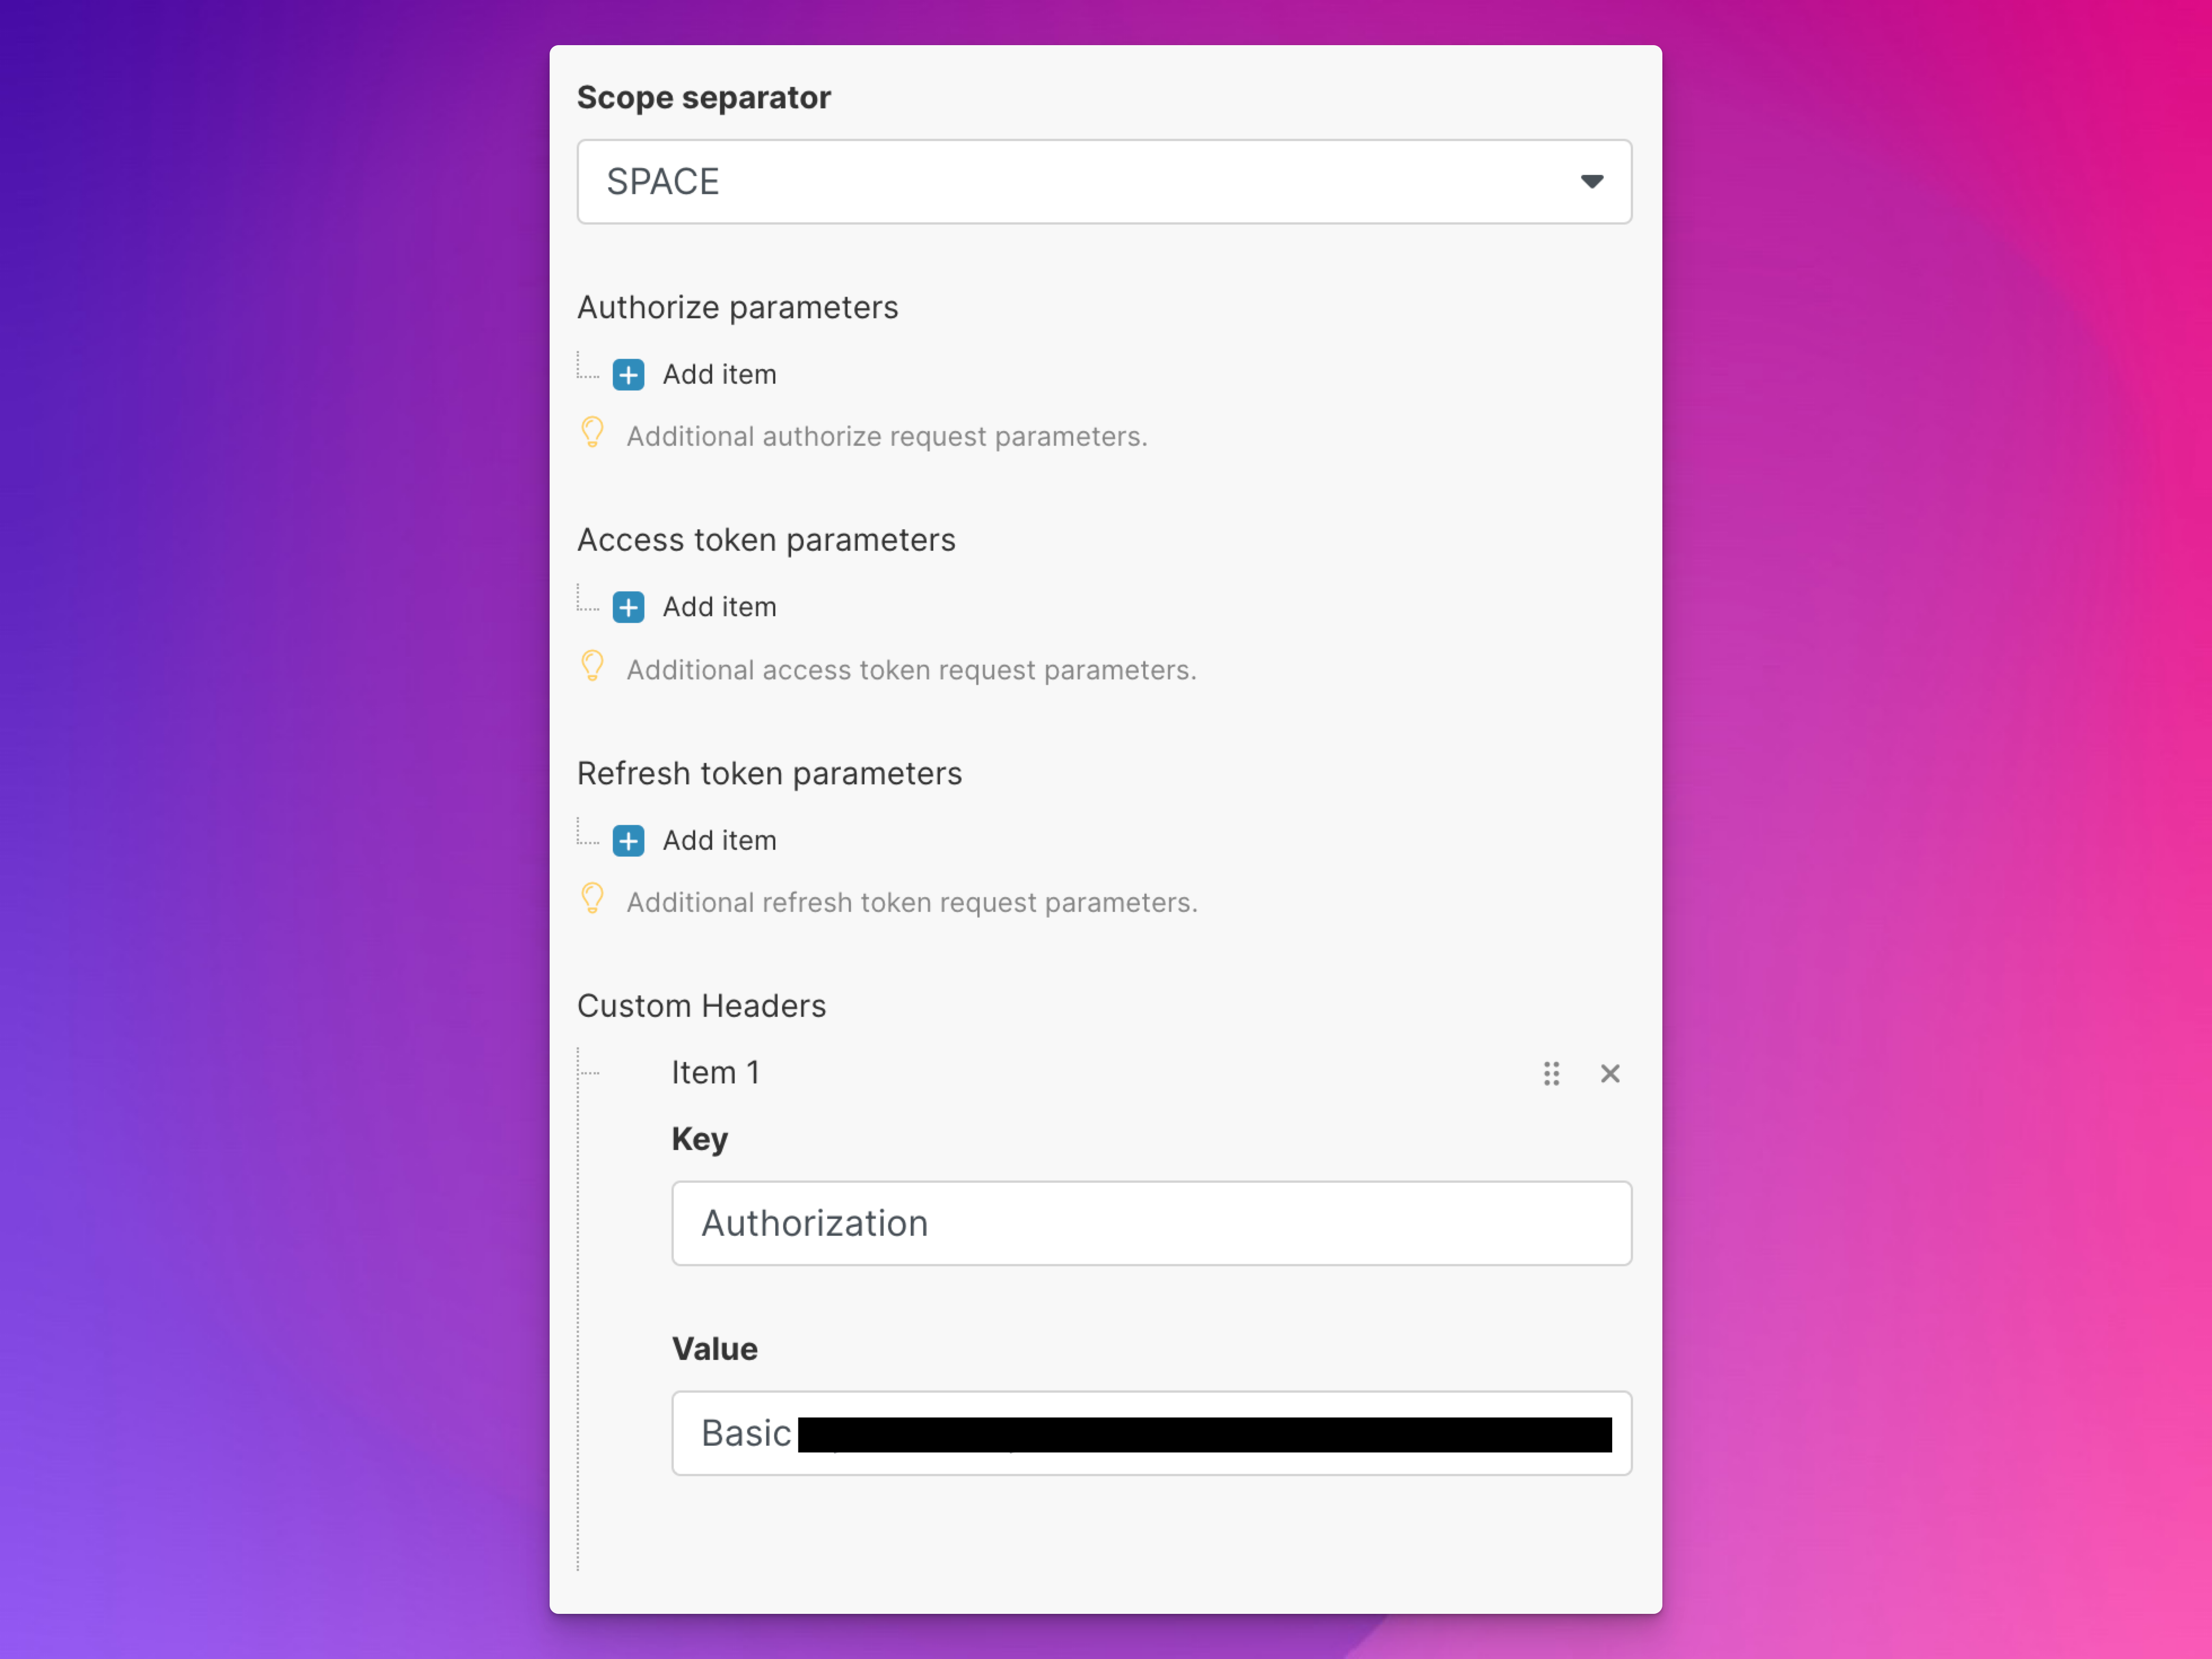 Scope separator
SPACE
Authorize parameters
Add item
Additional authorize request parameters.
Access token parameters
Add item
Additional access token request parameters.
Refresh token parameters
Add item
Additional refresh token request parameters.
Custom Headers
Item 1
Key
Authorization
Value
Basic